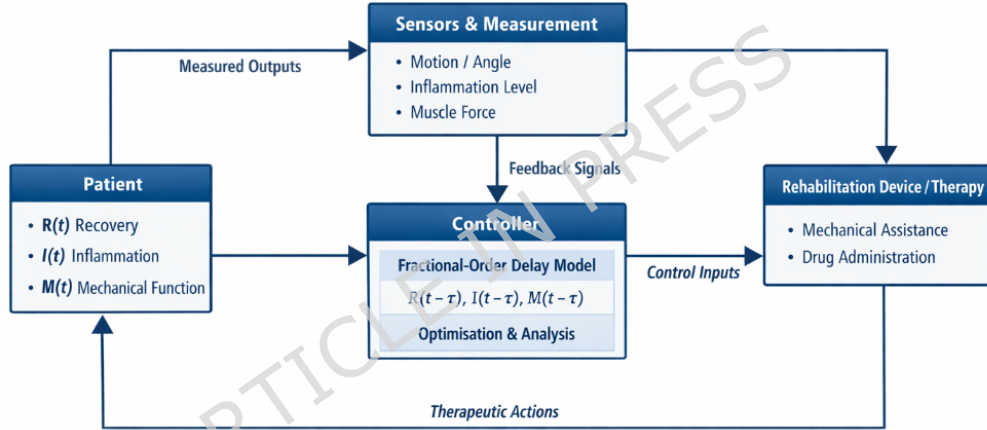 Sensors & Measurement
• Motion / Angle
• Inflammation Level
• Muscle Force
Measured Outputs
Feedback Signals
Patient
• R(t) Recovery
• I(t) Inflammation
• M(t) Mechanical Function
Controller
Fractional-Order Delay Model
R(t − τ), I(t − τ), M(t − τ)
Optimisation & Analysis
Control Inputs
Rehabilitation Device / Therapy
• Mechanical Assistance
• Drug Administration
Therapeutic Actions
RTICLE IN PRESS